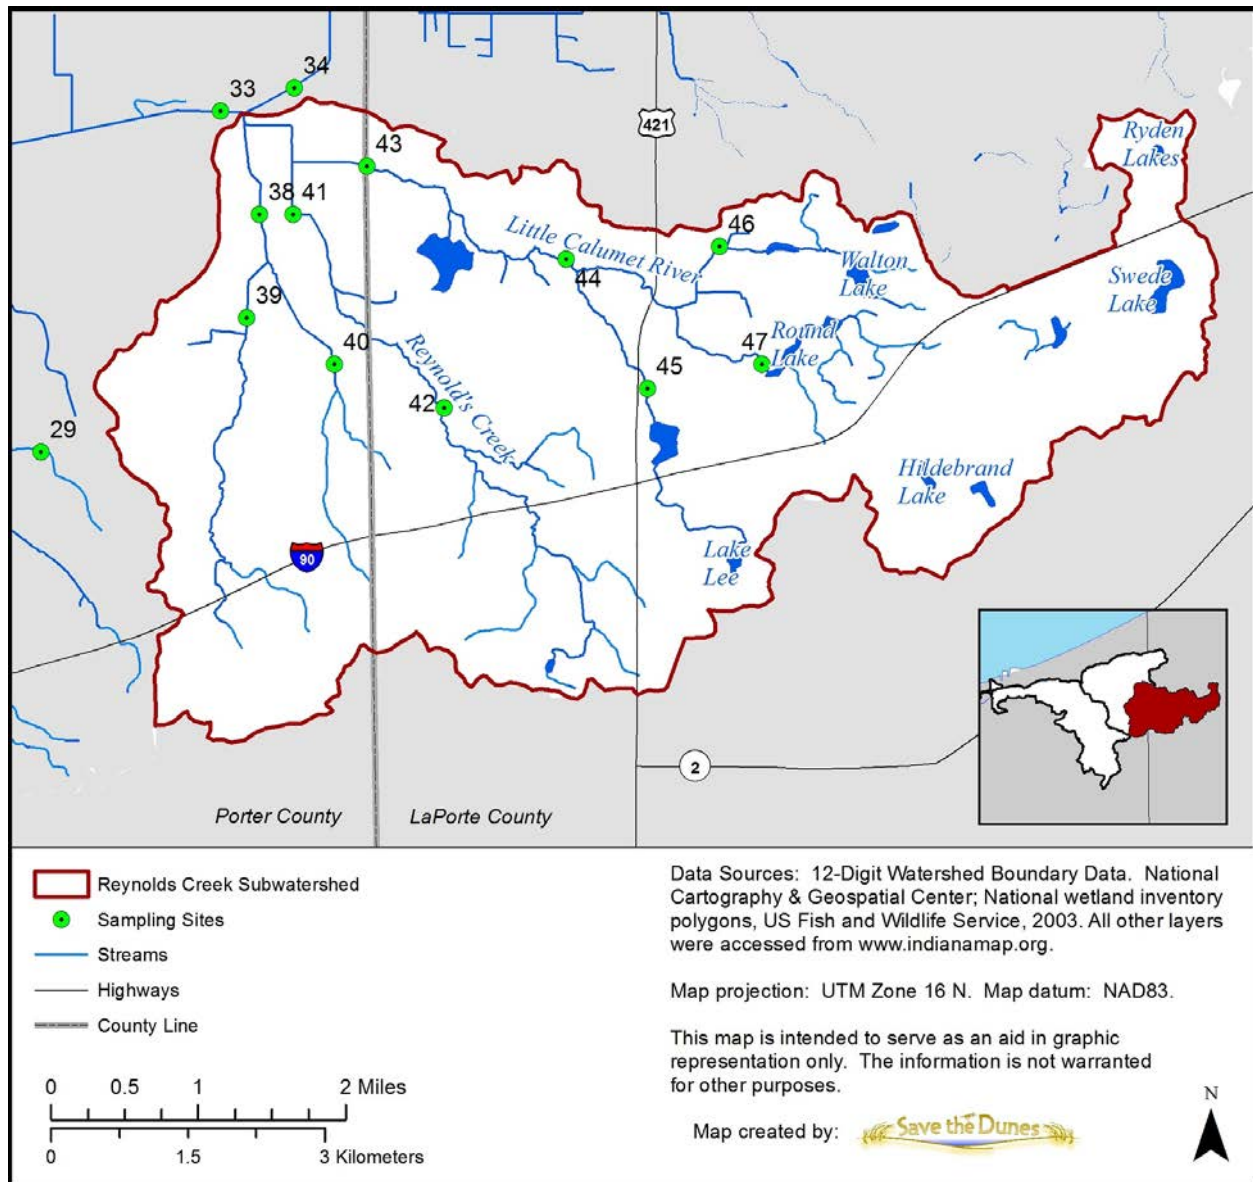 34
33
43
421
Ryden
Lakes
38
41
46
Little Calumet River
44
Walton
Lake
Swede
Lake
39
40
Reynold's Creek
47
Round
Lake
45
42
29
Hildebrand
Lake
90
Lake
Lee
2
Porter County
LaPorte County
Reynolds Creek Subwatershed
Sampling Sites
Streams
Highways
County Line
0 0.5 1 2 Miles
0 1.5 3 Kilometers
Data Sources: 12-Digit Watershed Boundary Data. National
Cartography & Geospatial Center; National wetland inventory
polygons, US Fish and Wildlife Service, 2003. All other layers
were accessed from www.indianamap.org.
Map projection: UTM Zone 16 N. Map datum: NAD83.
This map is intended to serve as an aid in graphic
representation only. The information is not warranted
for other purposes.
Map created by:
Save the Dunes
N